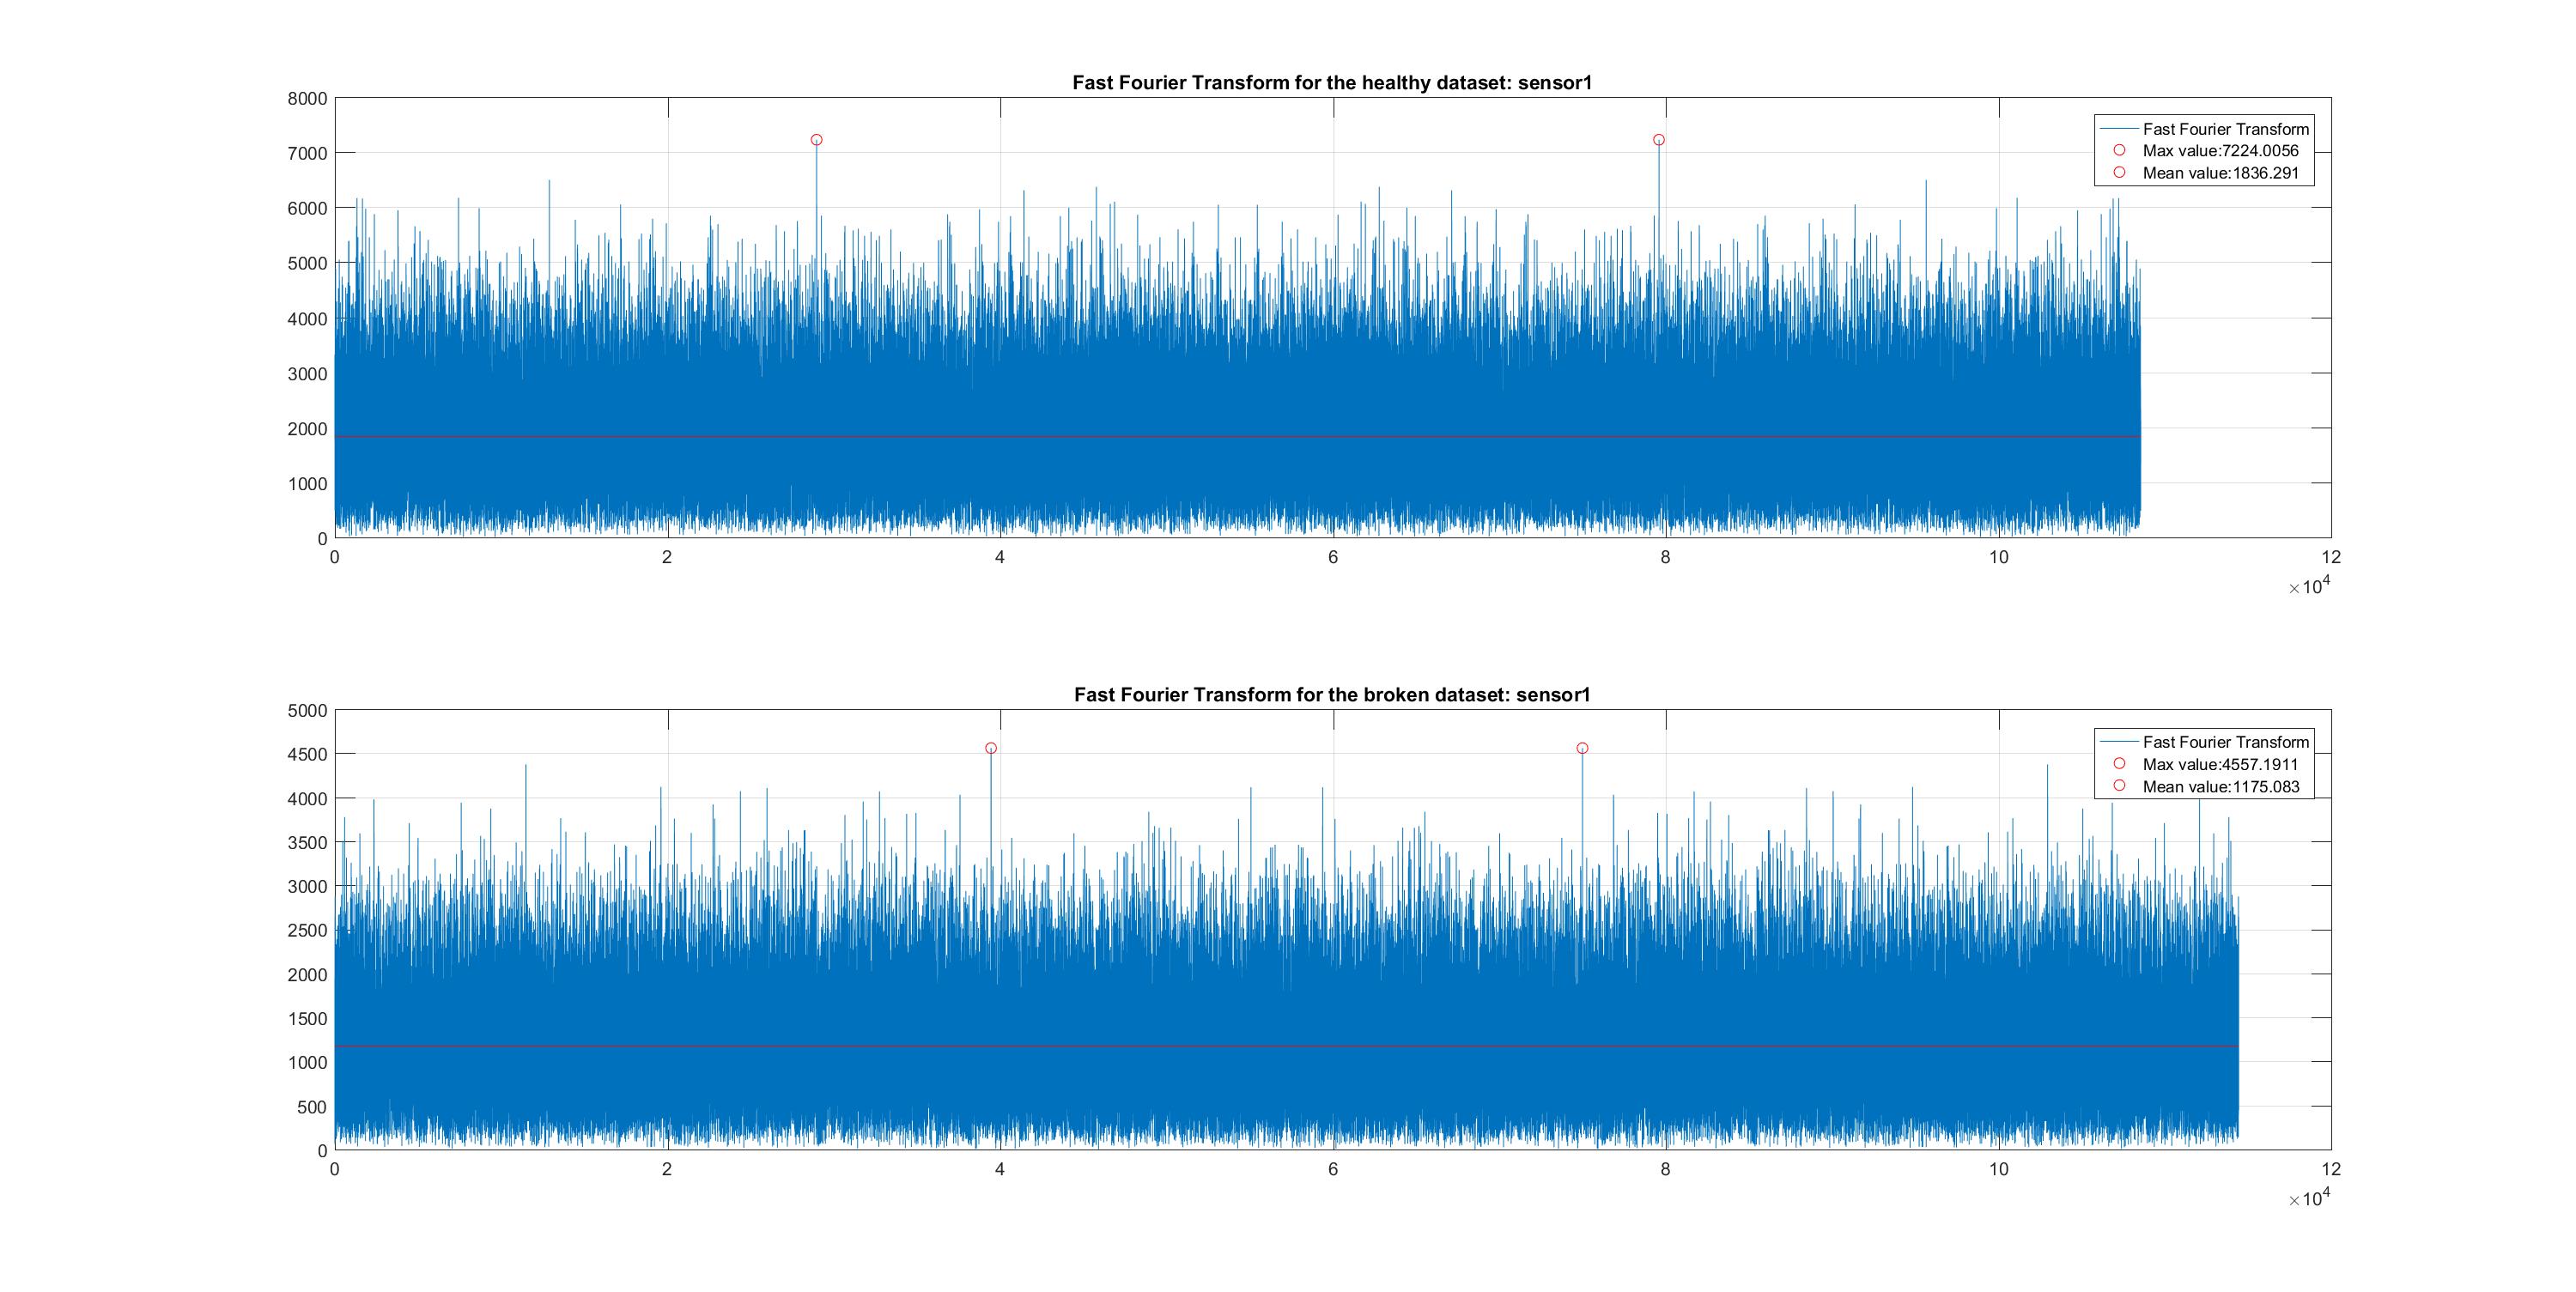 Fast Fourier Transform for the healthy dataset: sensor1
8000
7000
6000
5000
4000
3000
2000
1000
0
Fast Fourier Transform
Max value:7224.0056
Mean value:1836.291
0 2 4 6 8 10 12
×10^4
Fast Fourier Transform for the broken dataset: sensor1
5000
4500
4000
3500
3000
2500
2000
1500
1000
500
0
Fast Fourier Transform
Max value:4557.1911
Mean value:1175.083
0 2 4 6 8 10 12
×10^4